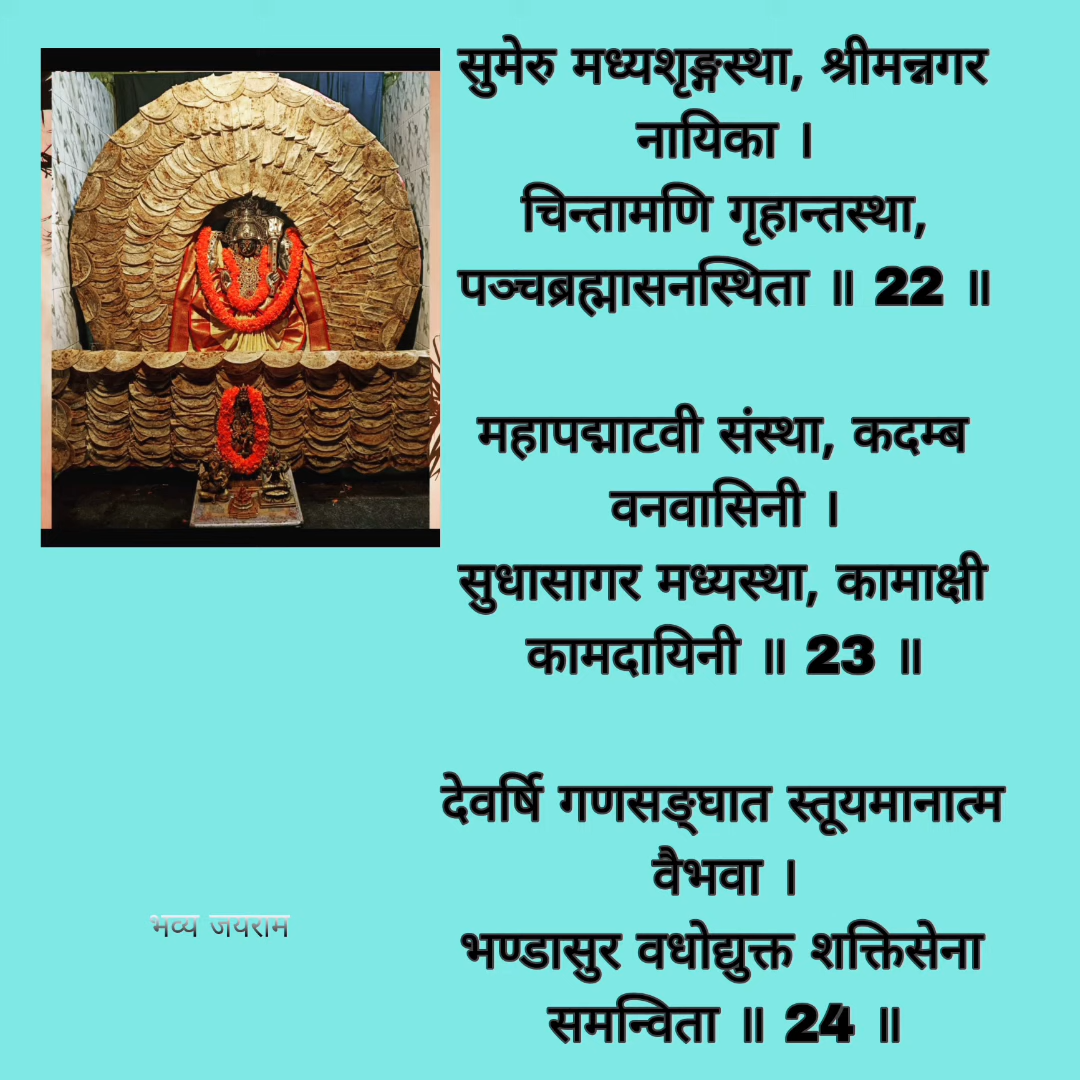 सुमेरु मध्यशृङ्गस्था, श्रीमन्नगर
नायिका ।
चिन्तामणि गृहान्तस्था,
पञ्चब्रह्मासनस्थिता ॥ 22 ॥
महापद्माटवी संस्था, कदम्ब
वनवासिनी ।
सुधासागर मध्यस्था, कामाक्षी
कामदायिनी ॥ 23 ॥
देवर्षि गणसङ्घात स्तूयमानात्म
वैभवा ।
भण्डासुर वधोद्युक्त शक्तिसेना
समन्विता ॥ 24 ॥
भव्य जयराम